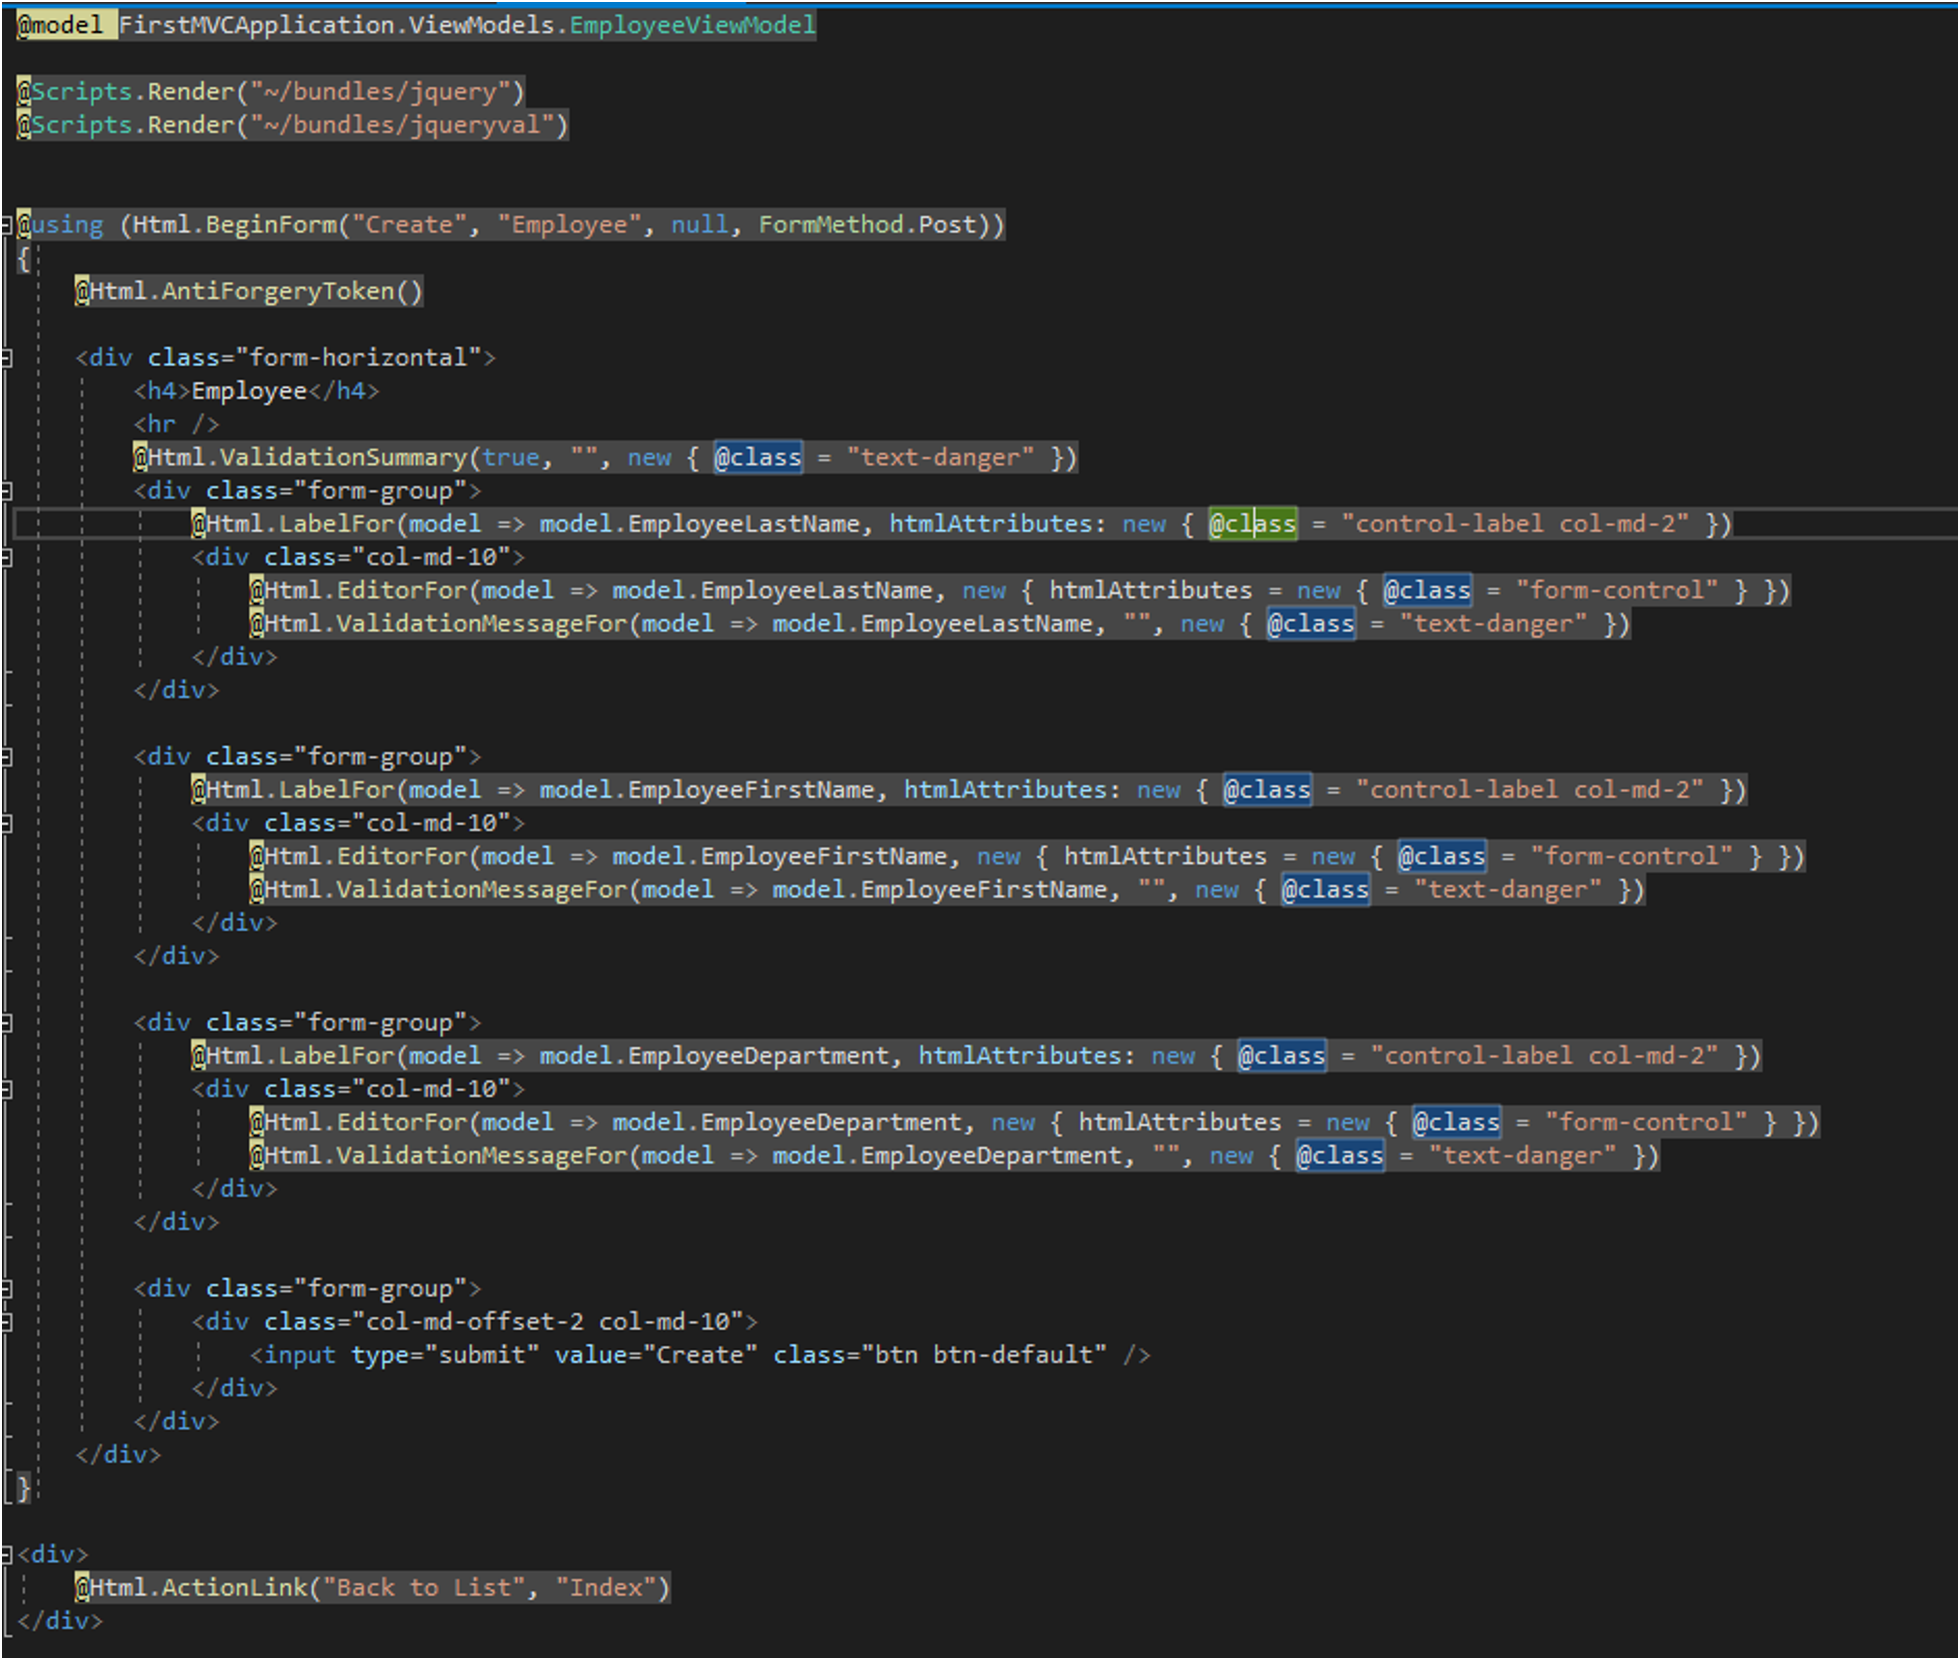 @model FirstMVCApplication.ViewModels.EmployeeViewModel
@Scripts.Render("~/bundles/jquery")
@Scripts.Render("~/bundles/jqueryval")
@using (Html.BeginForm("Create", "Employee", null, FormMethod.Post))
{
@Html.AntiForgeryToken()
<div class="form-horizontal">
<h4>Employee</h4>
<hr />
@Html.ValidationSummary(true, "", new { @class = "text-danger" })
<div class="form-group">
@Html.LabelFor(model => model.EmployeeLastName, htmlAttributes: new { @class = "control-label col-md-2" })
<div class="col-md-10">
@Html.EditorFor(model => model.EmployeeLastName, new { htmlAttributes = new { @class = "form-control" } })
@Html.ValidationMessageFor(model => model.EmployeeLastName, "", new { @class = "text-danger" })
</div>
</div>
<div class="form-group">
@Html.LabelFor(model => model.EmployeeFirstName, htmlAttributes: new { @class = "control-label col-md-2" })
<div class="col-md-10">
@Html.EditorFor(model => model.EmployeeFirstName, new { htmlAttributes = new { @class = "form-control" } })
@Html.ValidationMessageFor(model => model.EmployeeFirstName, "", new { @class = "text-danger" })
</div>
</div>
<div class="form-group">
@Html.LabelFor(model => model.EmployeeDepartment, htmlAttributes: new { @class = "control-label col-md-2" })
<div class="col-md-10">
@Html.EditorFor(model => model.EmployeeDepartment, new { htmlAttributes = new { @class = "form-control" } })
@Html.ValidationMessageFor(model => model.EmployeeDepartment, "", new { @class = "text-danger" })
</div>
</div>
<div class="form-group">
<div class="col-md-offset-2 col-md-10">
<input type="submit" value="Create" class="btn btn-default" />
</div>
</div>
</div>
}
<div>
@Html.ActionLink("Back to List", "Index")
</div>